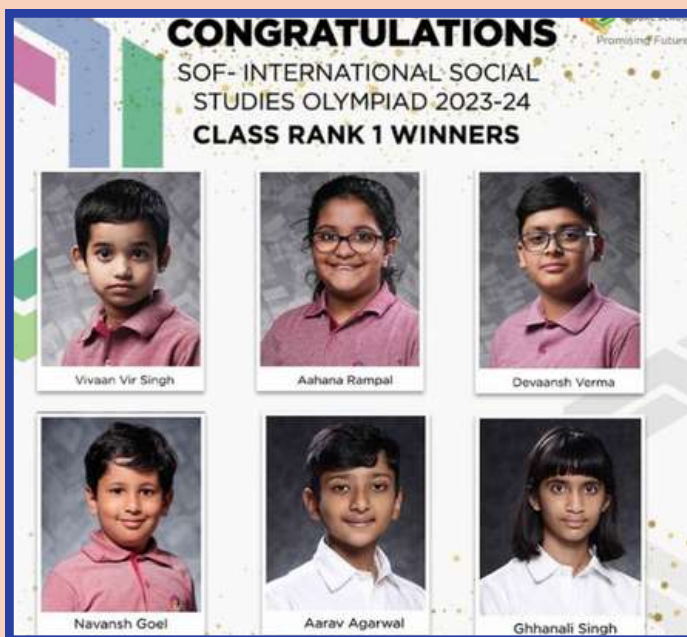 CONGRATULATIONS
Promising Future
SOF- INTERNATIONAL SOCIAL
STUDIES OLYMPIAD 2023-24
CLASS RANK 1 WINNERS
Vivaan Vir Singh
Aahana Rampal
Devaansh Verma
Navansh Goel
Aarav Agarwal
Ghhanali Singh